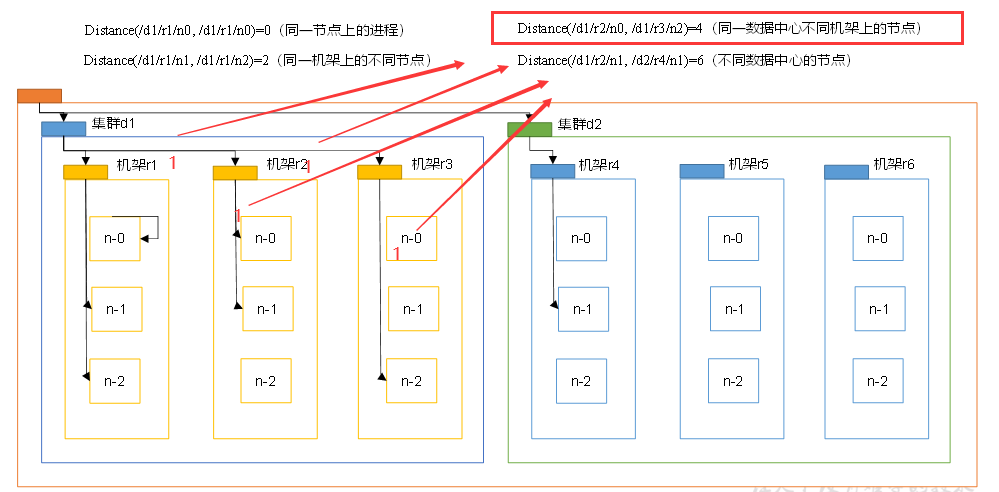 Distance(/d1/r1/n0, /d1/r1/n0)=0（同一节点上的进程）
Distance(/d1/r2/n0, /d1/r3/n2)=4（同一数据中心不同机架上的节点）
Distance(/d1/r1/n1, /d1/r1/n2)=2（同一机架上的不同节点）
Distance(/d1/r2/n1, /d2/r4/n1)=6（不同数据中心的节点）
集群d1
集群d2
机架r1
1
机架r2
1
机架r3
机架r4
机架r5
机架r6
1
n-0
n-0
n-0
1
n-0
n-0
n-0
n-1
n-1
n-1
n-1
n-1
n-1
n-2
n-2
n-2
n-2
n-2
n-2